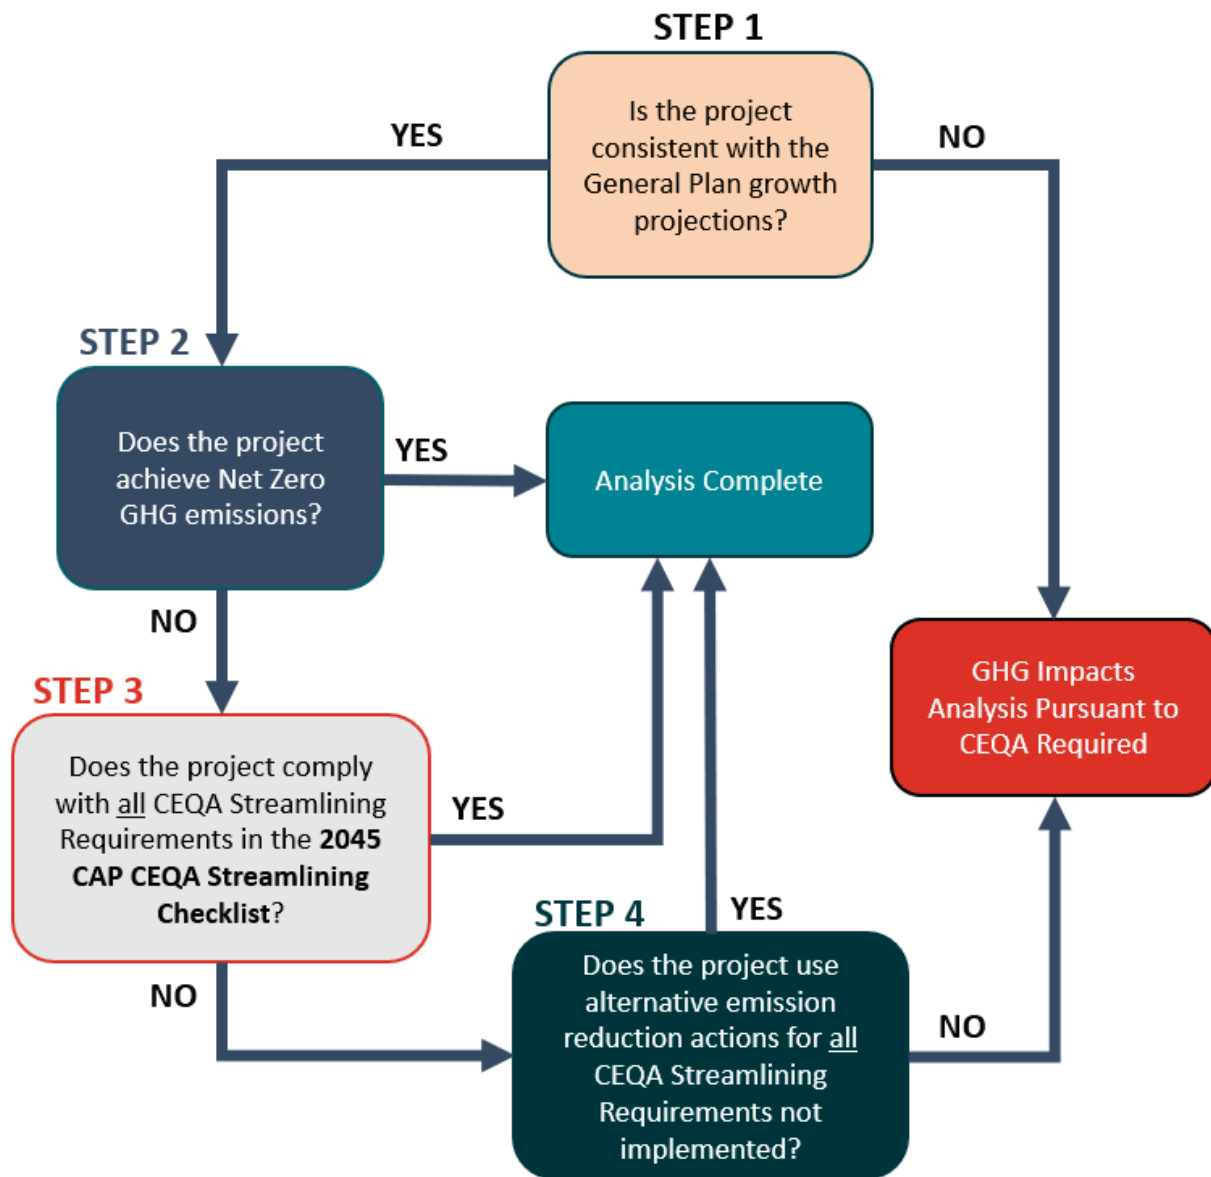 STEP 1
Is the project
consistent with the
General Plan growth
projections?
YES
NO
STEP 2
Does the project
achieve Net Zero
GHG emissions?
YES
Analysis Complete
NO
GHG Impacts
Analysis Pursuant to
CEQA Required
STEP 3
Does the project comply
with all CEQA Streamlining
Requirements in the 2045
CAP CEQA Streamlining
Checklist?
YES
NO
STEP 4
YES
Does the project use
alternative emission
reduction actions for all
CEQA Streamlining
Requirements not
implemented?
NO